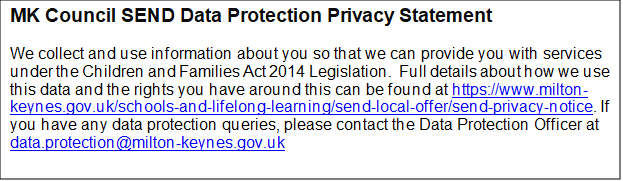 MK Council SEND Data Protection Privacy Statement
We collect and use information about you so that we can provide you with services
under the Children and Families Act 2014 Legislation.  Full details about how we use
this data and the rights you have around this can be found at https://www.milton-
keynes.gov.uk/schools-and-lifelong-learning/send-local-offer/send-privacy-notice. If
you have any data protection queries, please contact the Data Protection Officer at
data.protection@milton-keynes.gov.uk